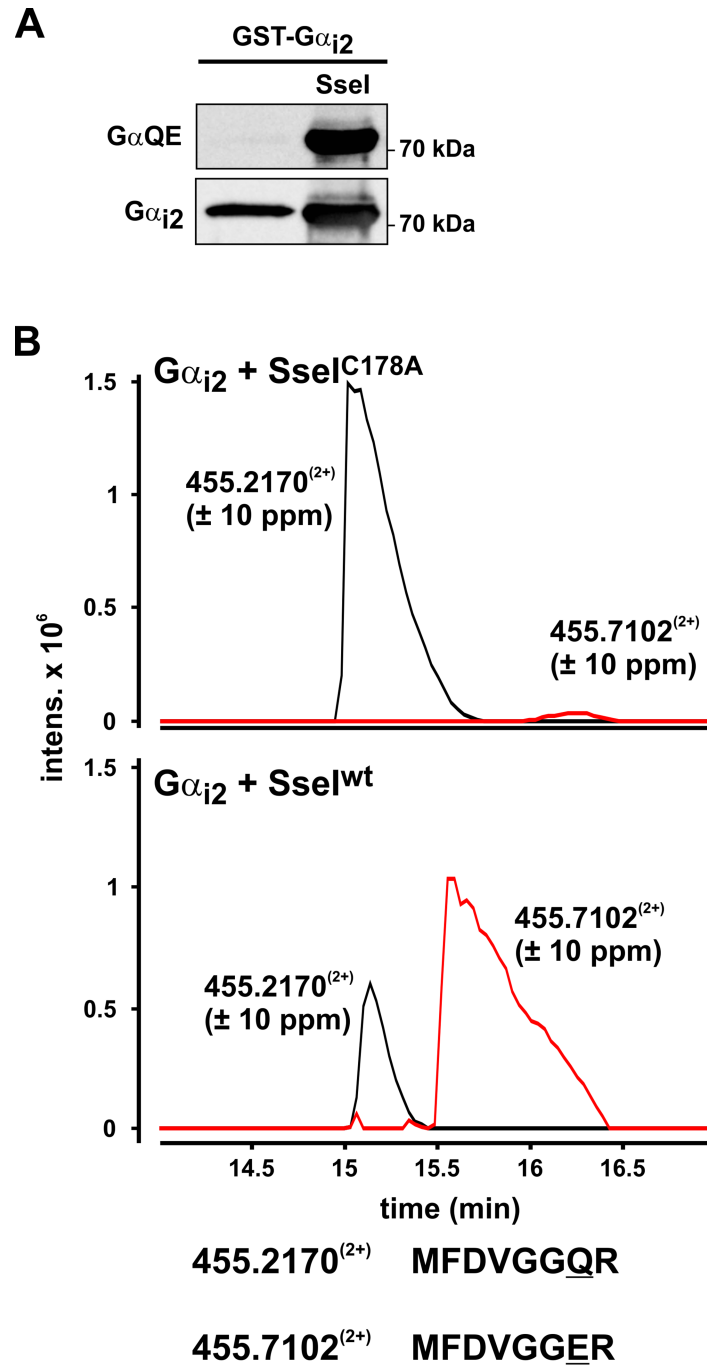 A
GST-Gαi2
SseI
GαQE
70 kDa
Gαi2
70 kDa
B
Gαi2 + SseIC178A
1.5
455.2170(2+)
(± 10 ppm)
1
0.5
455.7102(2+)
(± 10 ppm)
0
intens. x 10⁶
1.5
Gαi2 + SseIwt
1
455.7102(2+)
(± 10 ppm)
455.2170(2+)
(± 10 ppm)
0.5
0
14.5 15 15.5 16 16.5
time (min)
455.2170(2+) MFDVGGQR
455.7102(2+) MFDVGGER